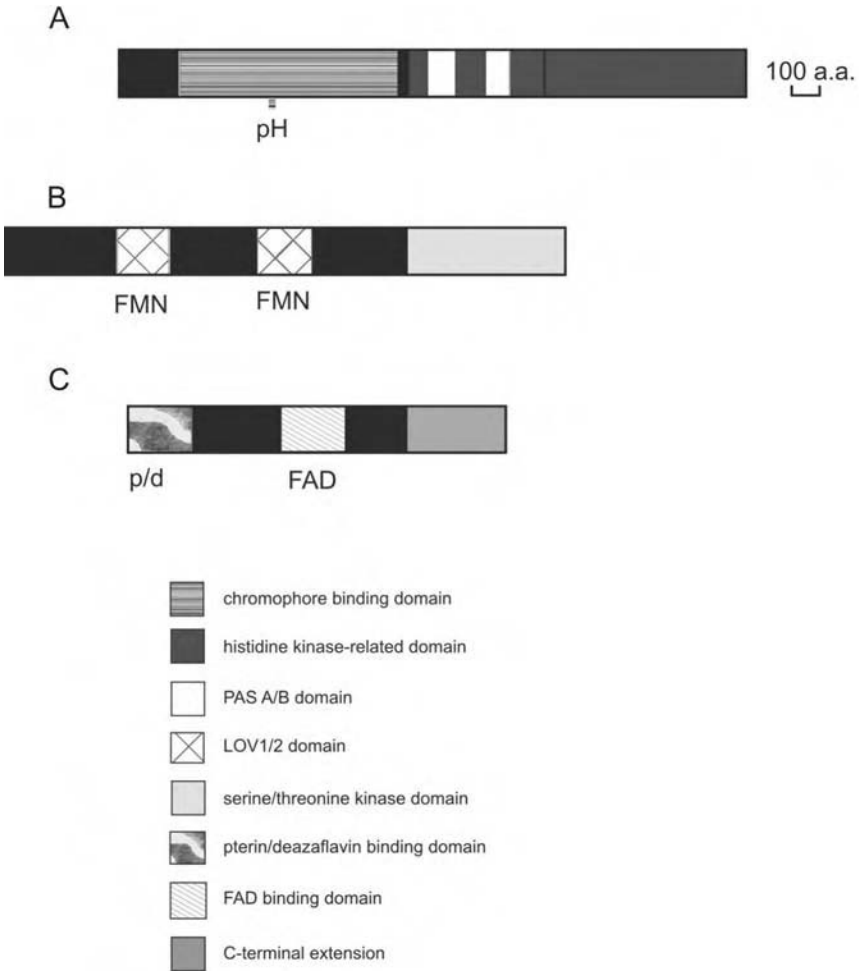 A
100 a.a.
pH
B
FMN FMN
C
p/d FAD
chromophore binding domain
histidine kinase-related domain
PAS A/B domain
LOV1/2 domain
serine/threonine kinase domain
pterin/deazaflavin binding domain
FAD binding domain
C-terminal extension